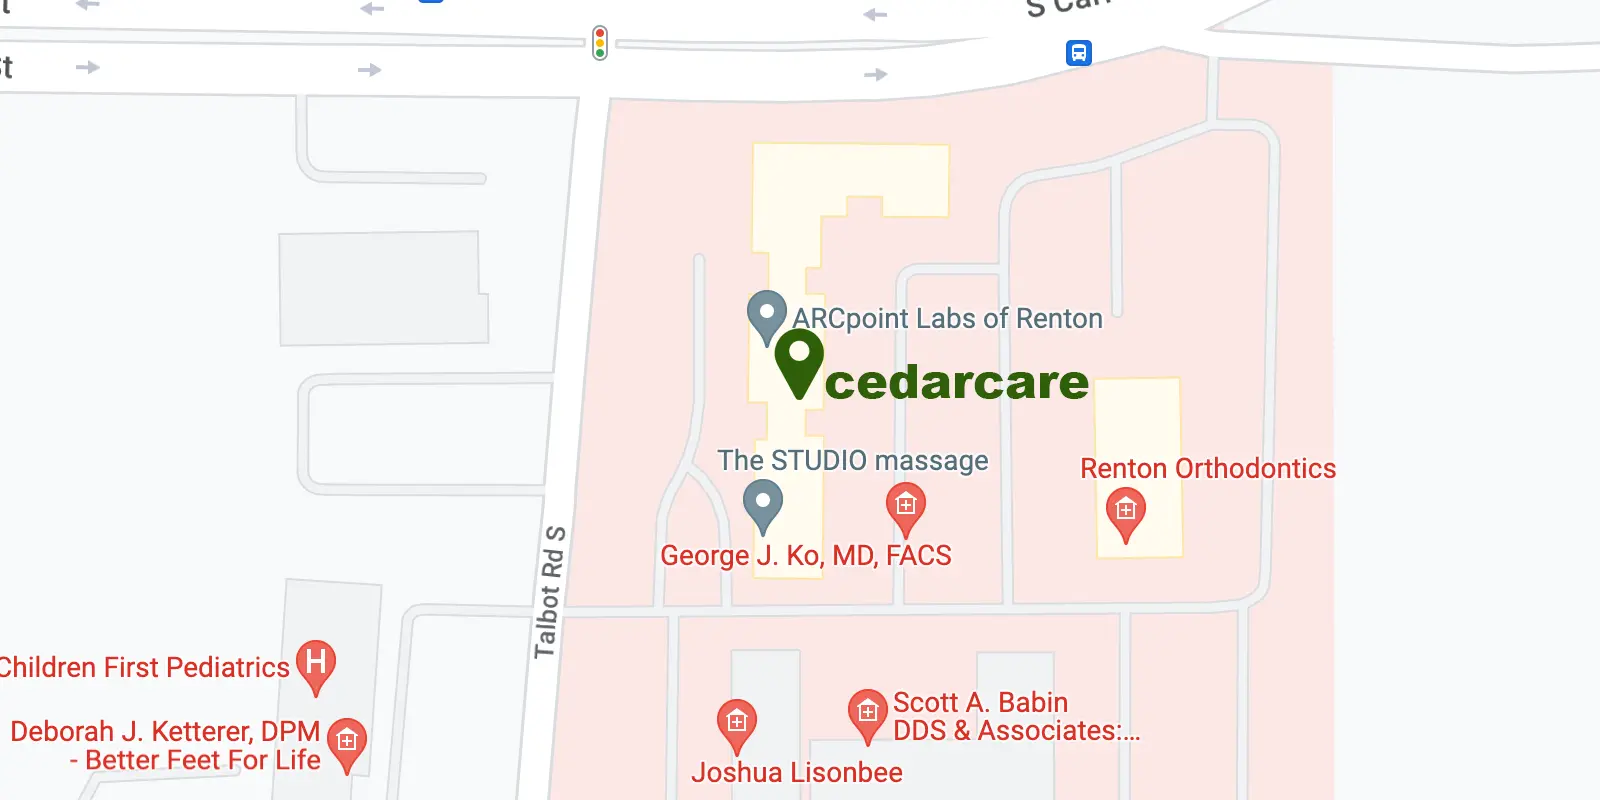 ARCpoint Labs of Renton
cedarcare
The STUDIO massage
Renton Orthodontics
George J. Ko, MD, FACS
Talbot Rd S
Children First Pediatrics
H
Deborah J. Ketterer, DPM
- Better Feet For Life
Scott A. Babin
DDS & Associates:...
Joshua Lisonbee